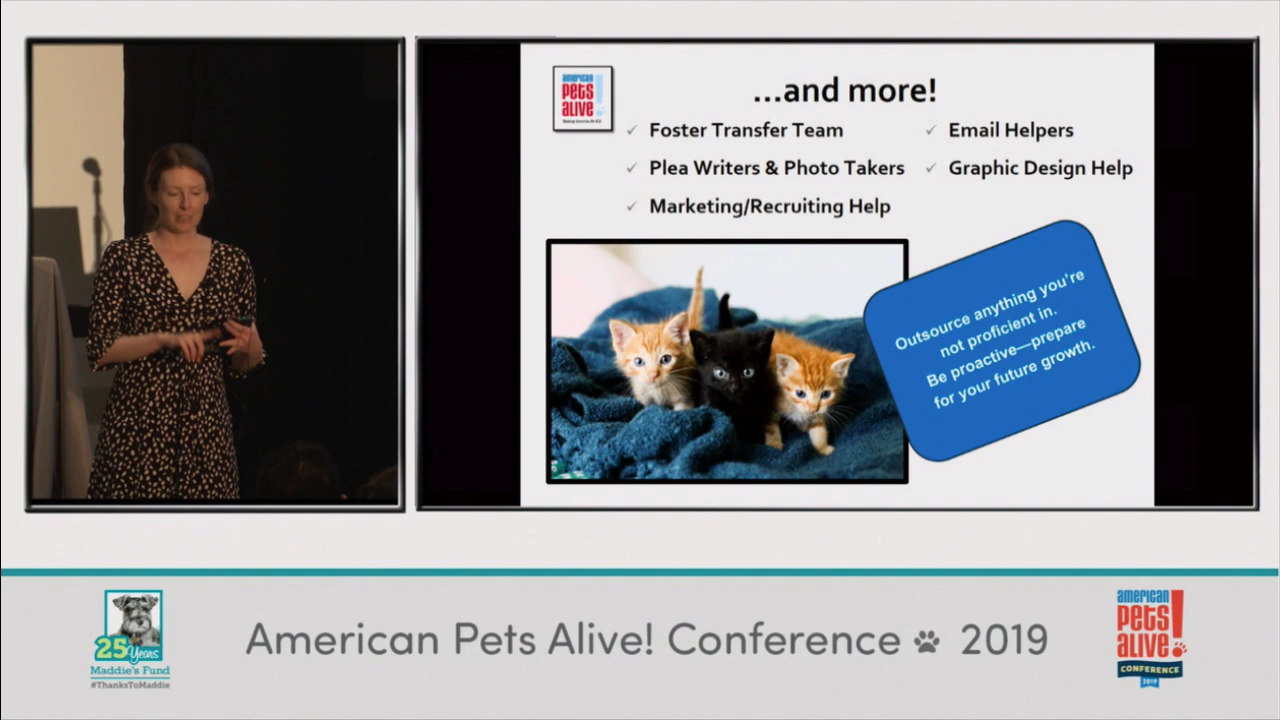 american
PETS
ALIVE!
...and more!
✓ Foster Transfer Team
✓ Plea Writers & Photo Takers
✓ Marketing/Recruiting Help
✓ Email Helpers
✓ Graphic Design Help
Outsource anything you're
not proficient in.
Be proactive—prepare
for your future growth.
25 Years
Maddie's Fund
#ThanksToMaddie
American Pets Alive! Conference 2019
american
PETS
ALIVE!
CONFERENCE
2019